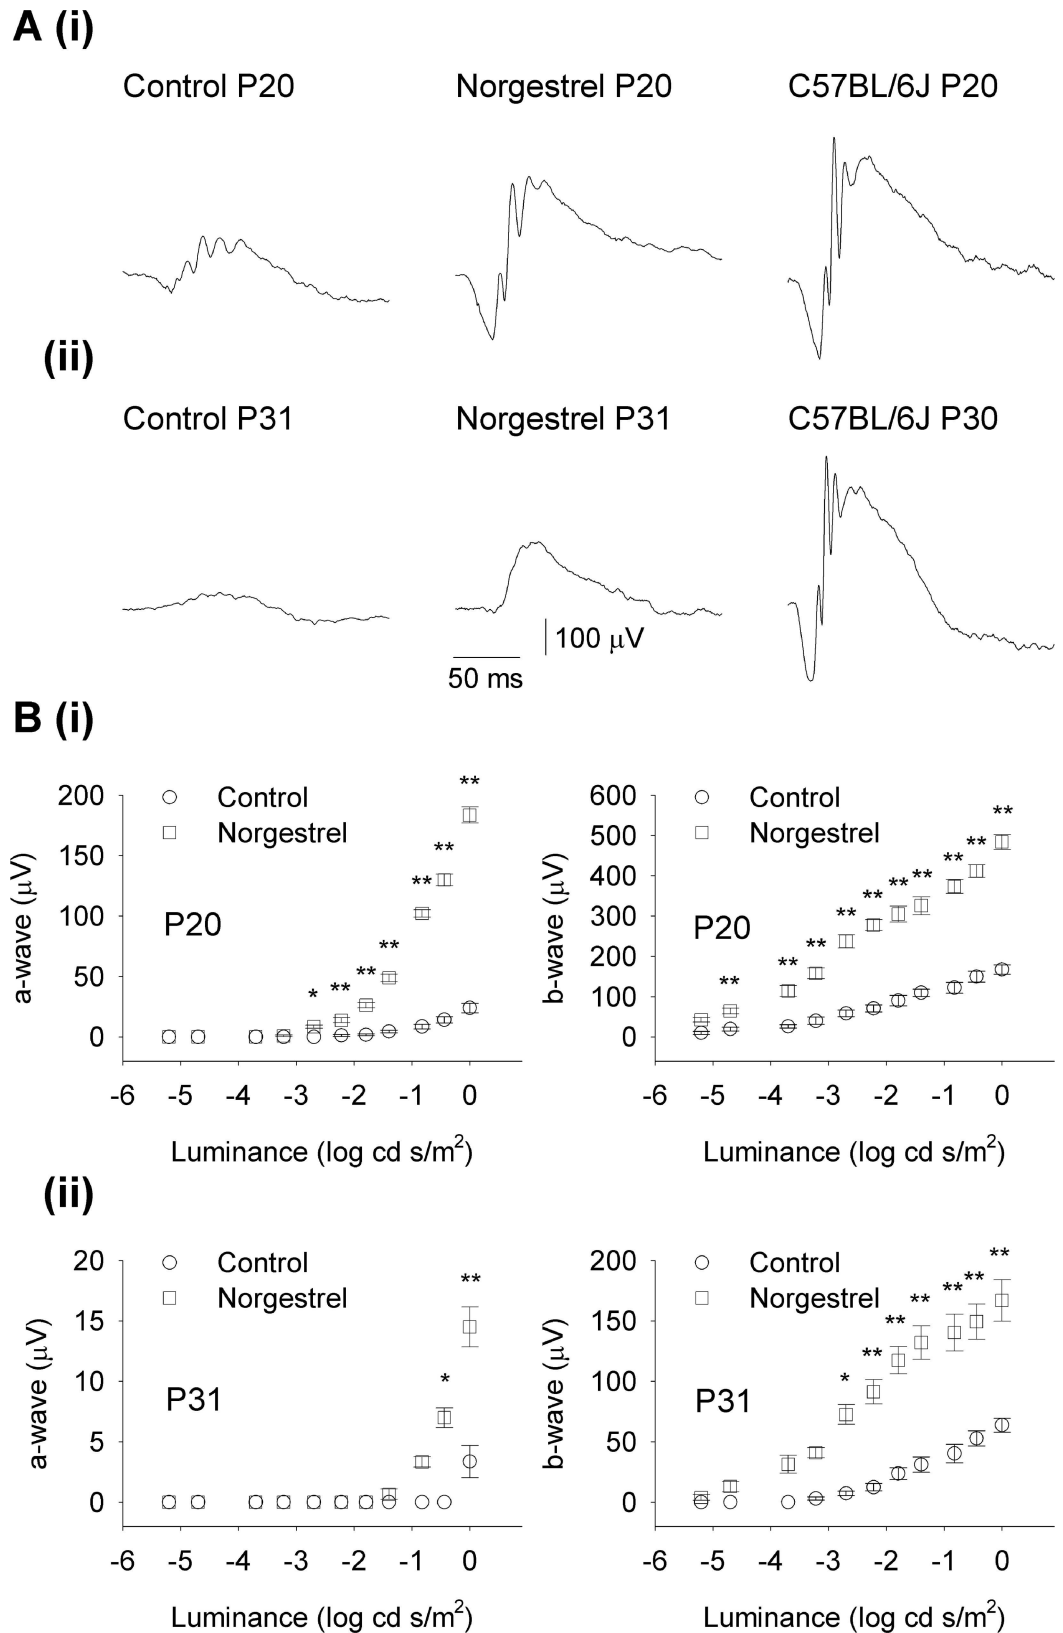 A (i)
Control P20
Norgestrel P20
C57BL/6J P20
(ii)
Control P31
Norgestrel P31
C57BL/6J P30
100 μV
50 ms
B (i)
a-wave (μV)
200
150
100
50
0
Control
Norgestrel
P20
* ** ** ** ** ** **
-6 -5 -4 -3 -2 -1 0
Luminance (log cd s/m²)
b-wave (μV)
600
500
400
300
200
100
0
Control
Norgestrel
P20
** ** ** ** ** ** ** ** ** **
-6 -5 -4 -3 -2 -1 0
Luminance (log cd s/m²)
(ii)
a-wave (μV)
20
15
10
5
0
Control
Norgestrel
P31
* **
-6 -5 -4 -3 -2 -1 0
Luminance (log cd s/m²)
b-wave (μV)
200
150
100
50
0
Control
Norgestrel
P31
* ** ** ** ** ** **
-6 -5 -4 -3 -2 -1 0
Luminance (log cd s/m²)